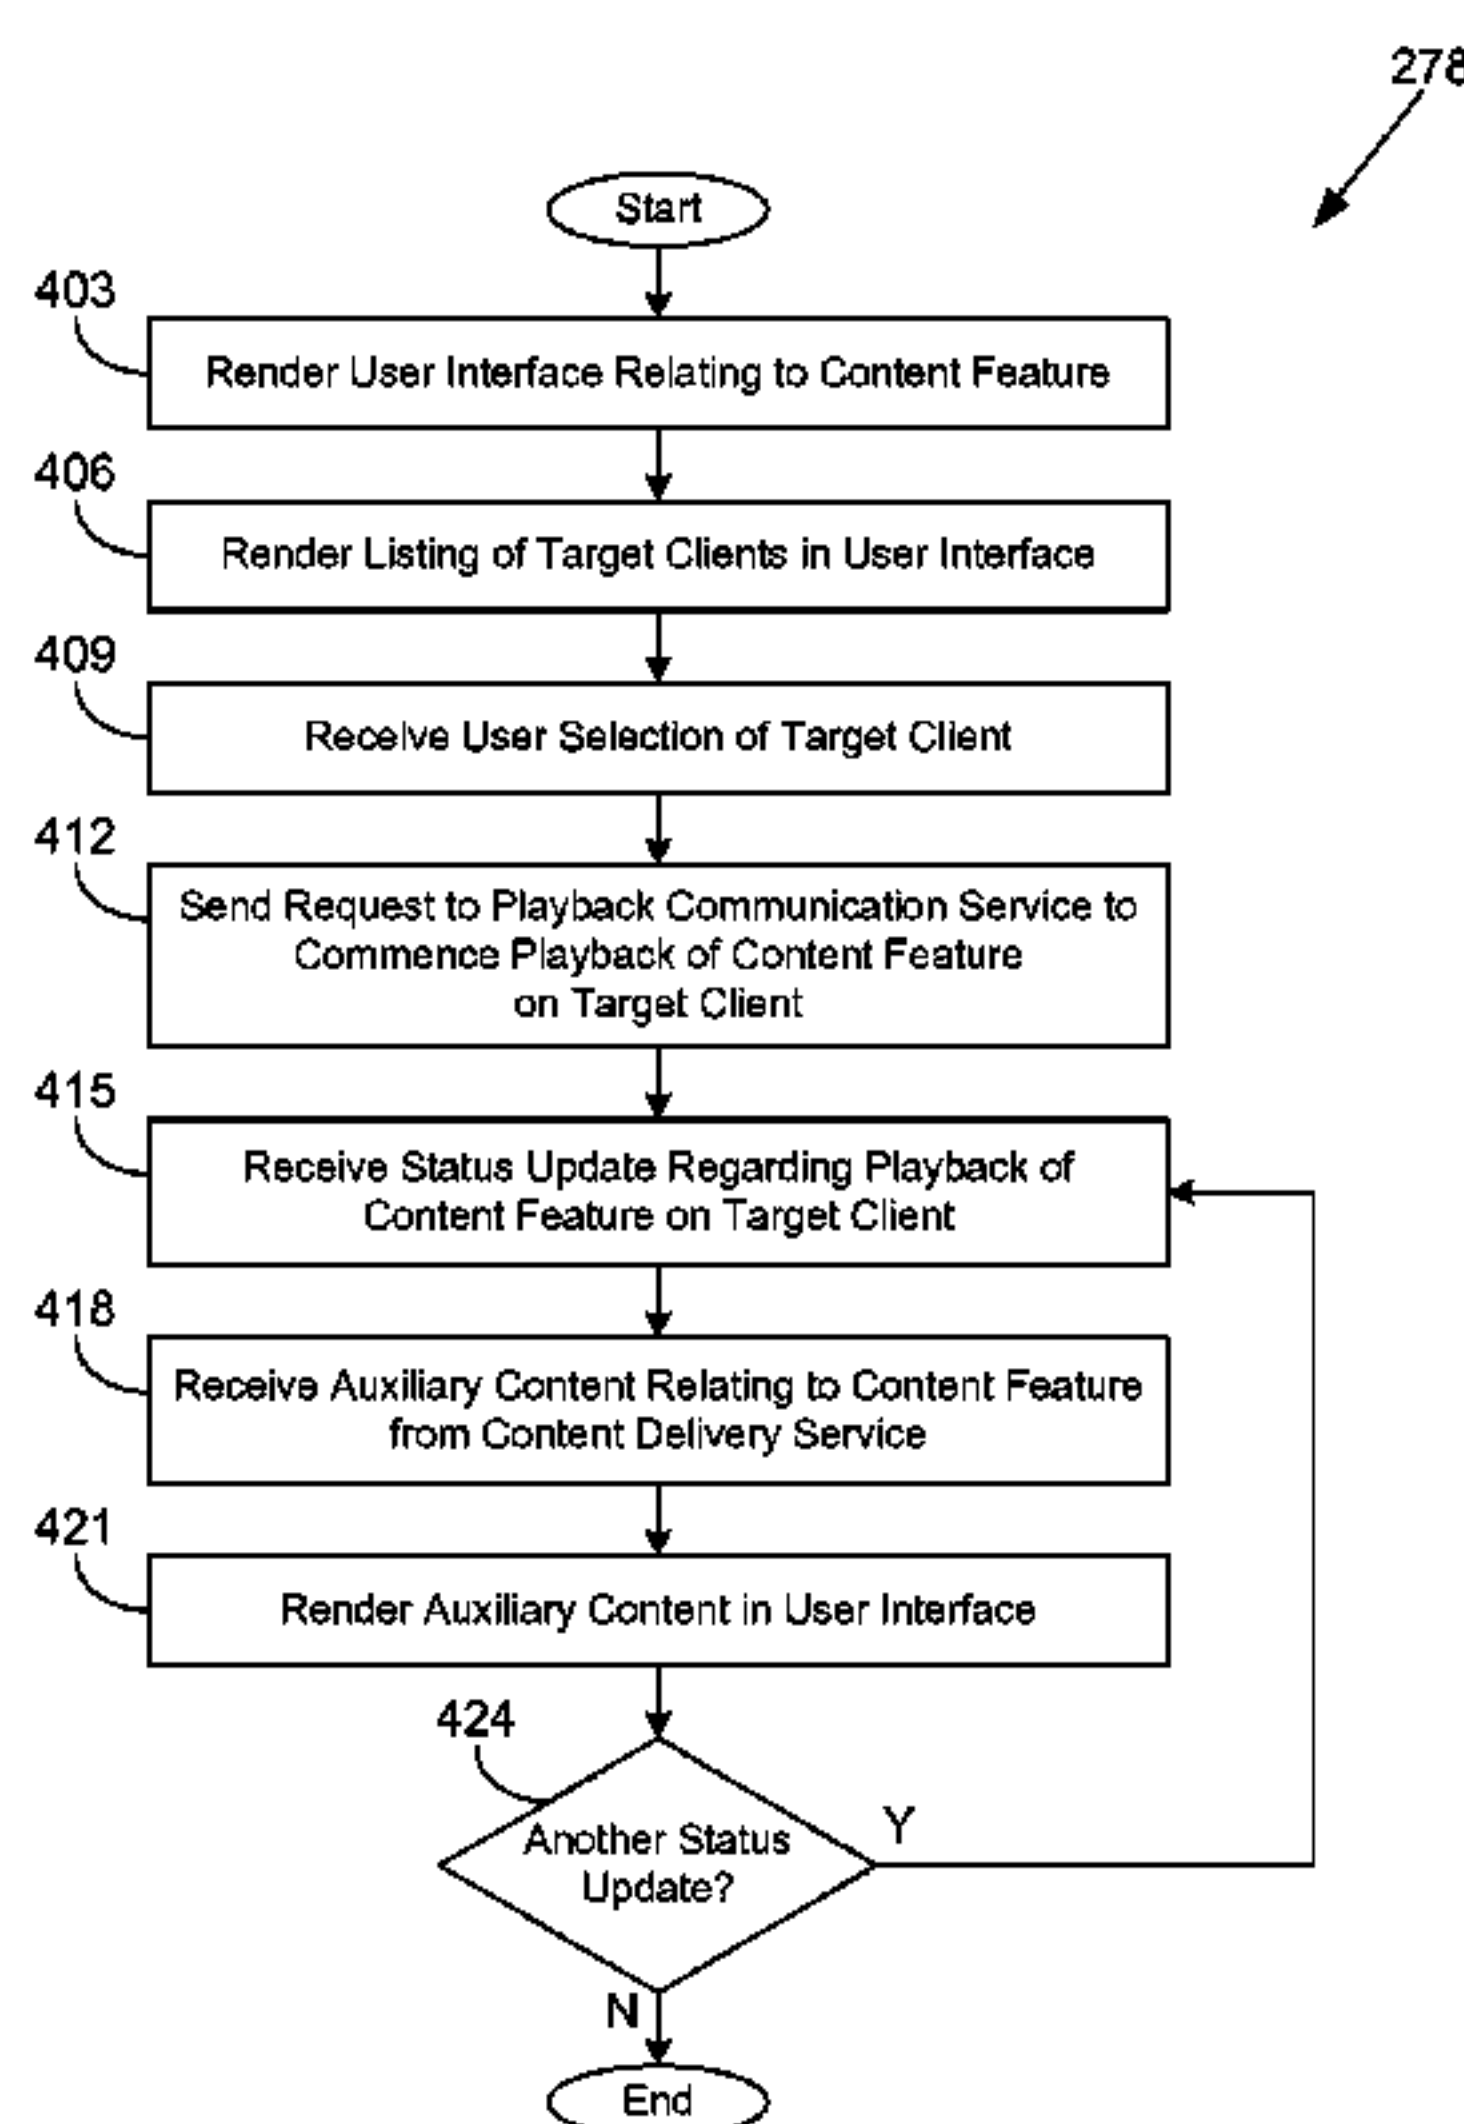 278
Start
403
Render User Interface Relating to Content Feature
406
Render Listing of Target Clients in User Interface
409
Receive User Selection of Target Client
412
Send Request to Playback Communication Service to
Commence Playback of Content Feature
on Target Client
415
Receive Status Update Regarding Playback of
Content Feature on Target Client
418
Receive Auxiliary Content Relating to Content Feature
from Content Delivery Service
421
Render Auxiliary Content in User Interface
424
Another Status
Update?
Y
N
End